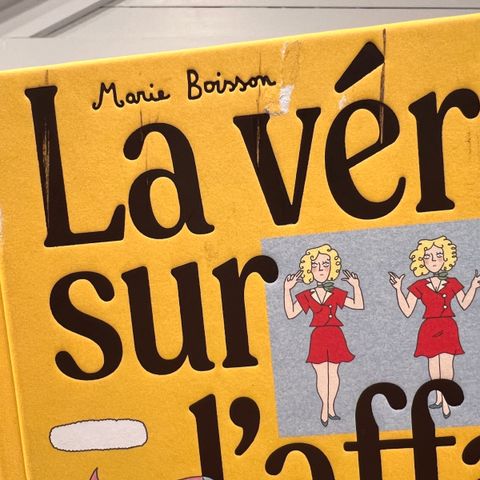 Marie Boisson
La vér
sur
l'affa